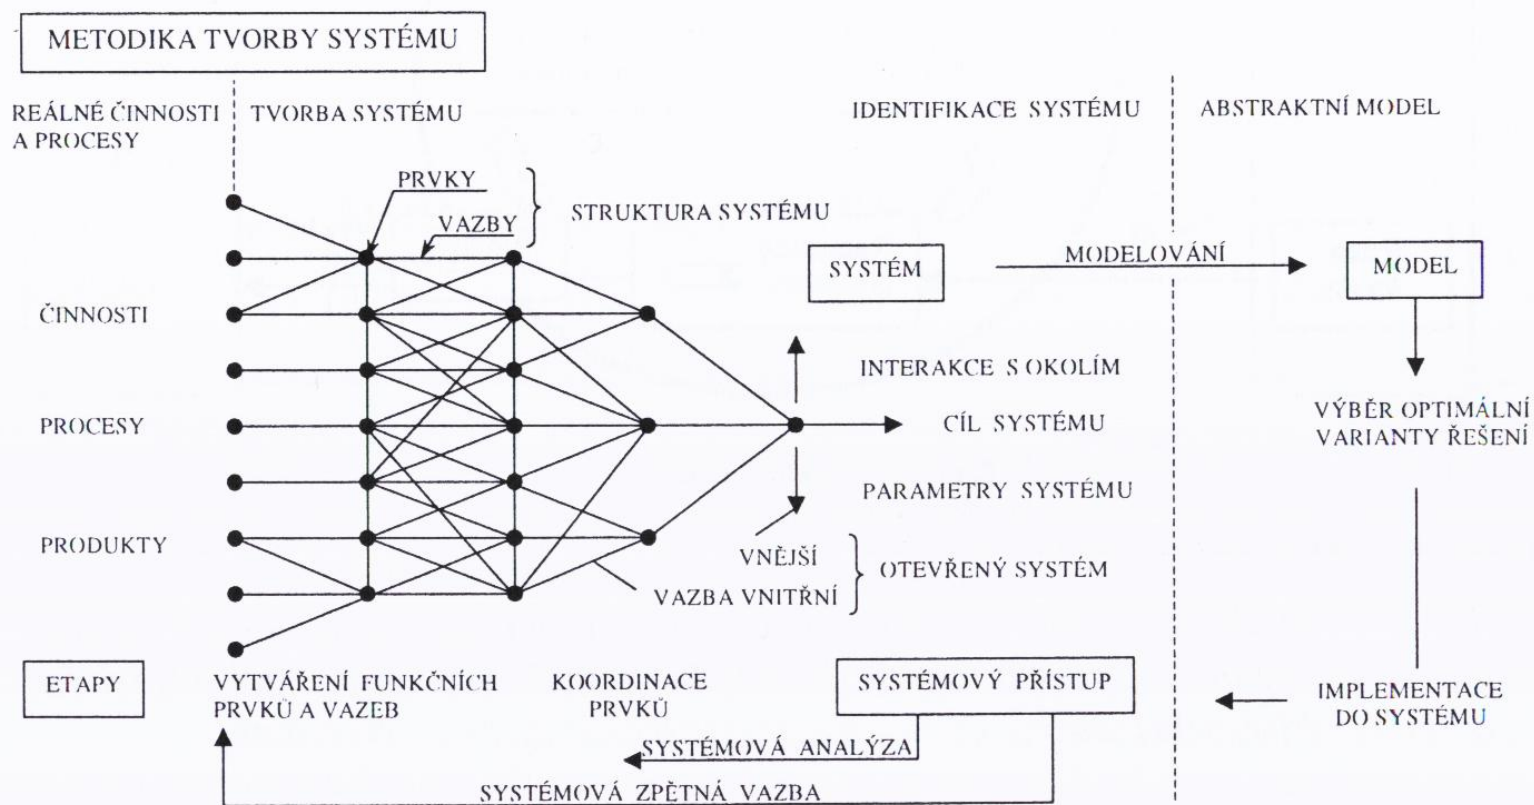 METODIKA TVORBY SYSTÉMU
REÁLNÉ ČINNOSTI
A PROCESY
TVORBA SYSTÉMU
IDENTIFIKACE SYSTÉMU
ABSTRAKTNÍ MODEL
PRVKY
VAZBY
STRUKTURA SYSTÉMU
SYSTÉM
MODELOVÁNÍ
MODEL
ČINNOSTI
INTERAKCE S OKOLÍM
PROCESY
CÍL SYSTÉMU
VÝBĚR OPTIMÁLNÍ
VARIANTY ŘEŠENÍ
PARAMETRY SYSTÉMU
PRODUKTY
VNĚJŠÍ
VAZBA VNITŘNÍ
OTEVŘENÝ SYSTÉM
ETAPY
VYTVÁŘENÍ FUNKČNÍCH
PRVKŮ A VAZEB
KOORDINACE
PRVKŮ
SYSTÉMOVÝ PŘÍSTUP
IMPLEMENTACE
DO SYSTÉMU
SYSTÉMOVÁ ANALÝZA
SYSTÉMOVÁ ZPĚTNÁ VAZBA